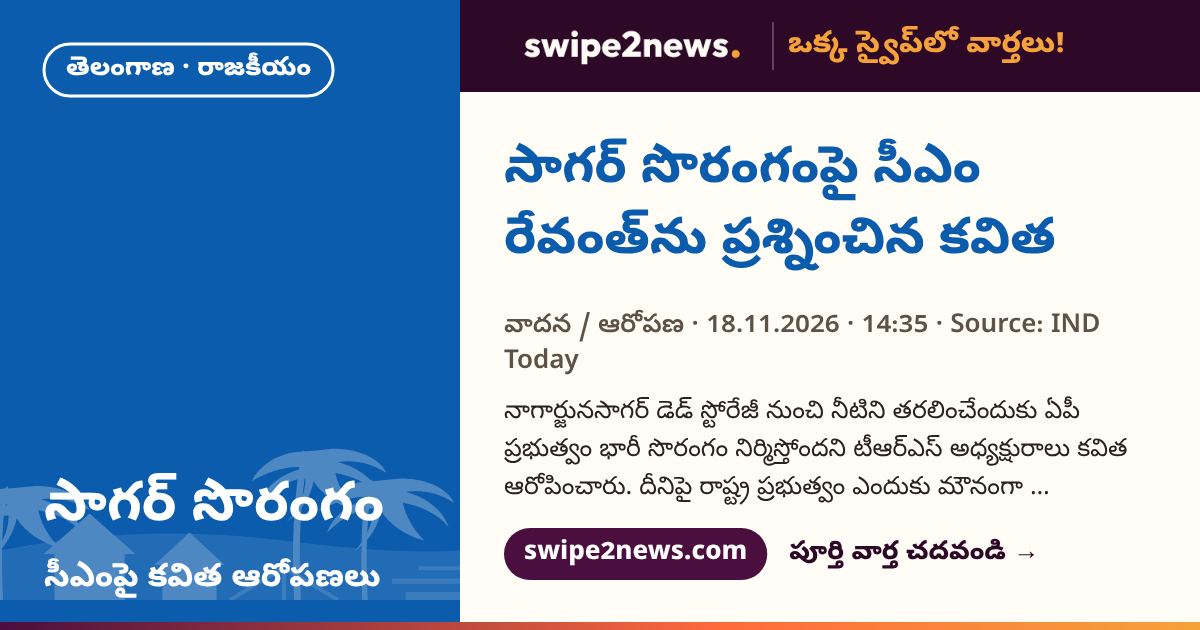 తెలంగాణ · రాజకీయం
సాగర్ సొరంగం
సీఎంపై కవిత ఆరోపణలు
swipe2news. ఒక్క స్వైప్‌లో వార్తలు!
సాగర్ సొరంగంపై సీఎం
రేవంత్‌ను ప్రశ్నించిన కవిత
వాదన / ఆరోపణ · 18.11.2026 · 14:35 · Source: IND
Today
నాగార్జునసాగర్ డెడ్ స్టోరేజీ నుంచి నీటిని తరలించేందుకు ఏపీ
ప్రభుత్వం భారీ సొరంగం నిర్మిస్తోందని టీఆర్ఎస్ అధ్యక్షురాలు కవిత
ఆరోపించారు. దీనిపై రాష్ట్ర ప్రభుత్వం ఎందుకు మౌనంగా ...
swipe2news.com పూర్తి వార్త చదవండి →